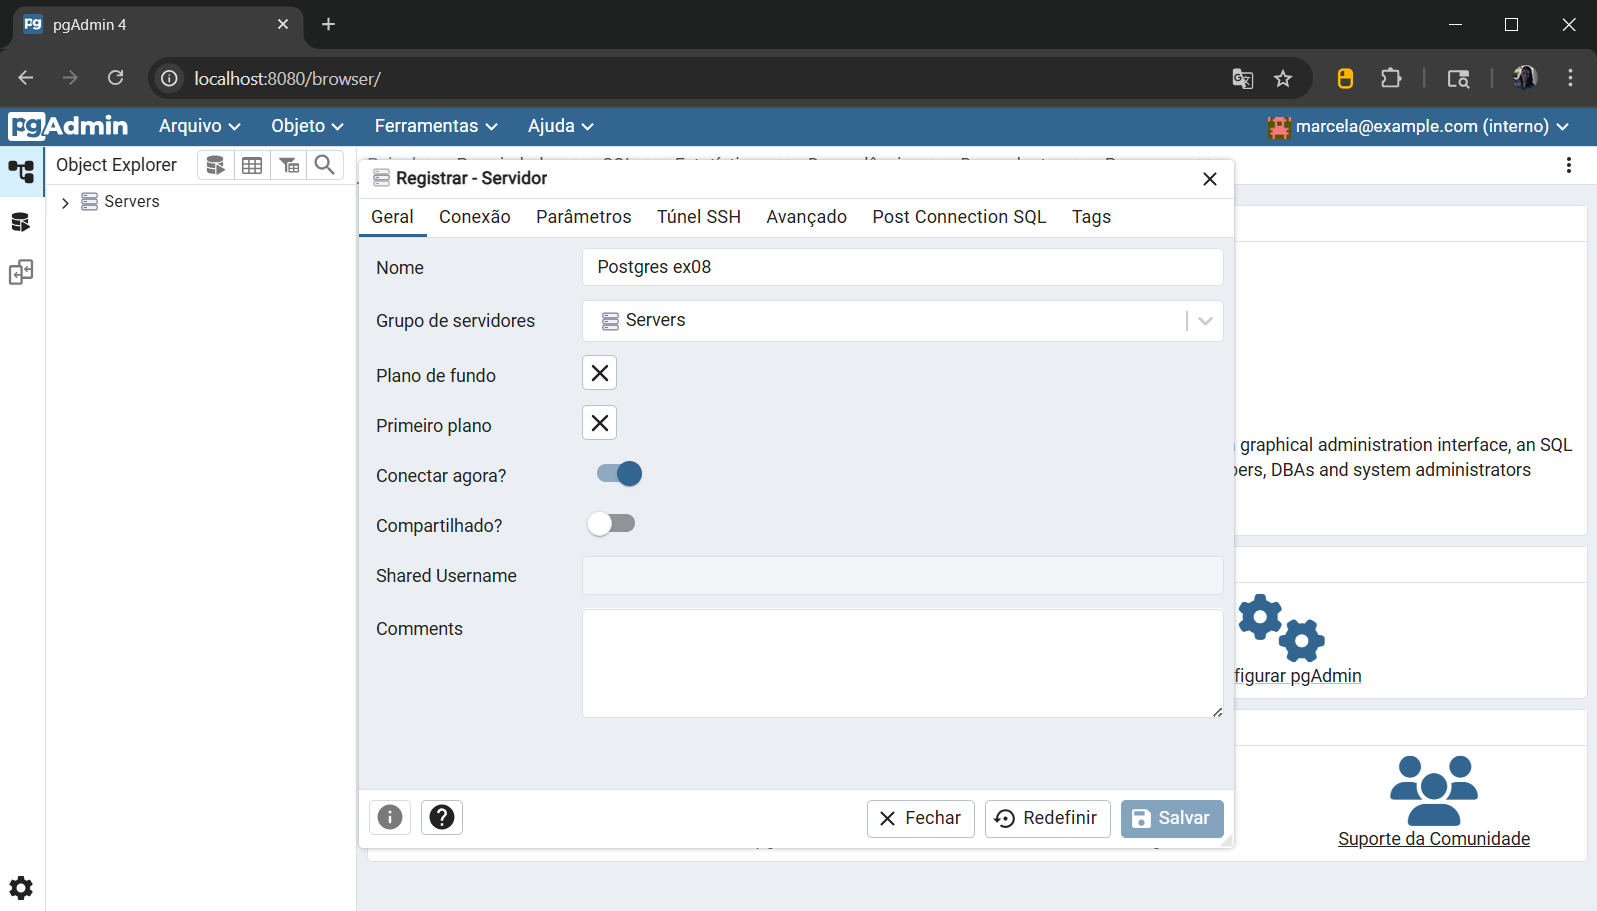 pgAdmin 4
localhost:8080/browser/
pgAdmin Arquivo Objeto Ferramentas Ajuda marcela@example.com (interno)
Object Explorer
Servers
Registrar - Servidor
Geral Conexão Parâmetros Túnel SSH Avançado Post Connection SQL Tags
Nome Postgres ex08
Grupo de servidores Servers
Plano de fundo
Primeiro plano
Conectar agora?
Compartilhado?
Shared Username
Comments
graphical administration interface, an SQL
DBAs and system administrators
pgAdmin
Fechar Redefinir Salvar
Suporte da Comunidade